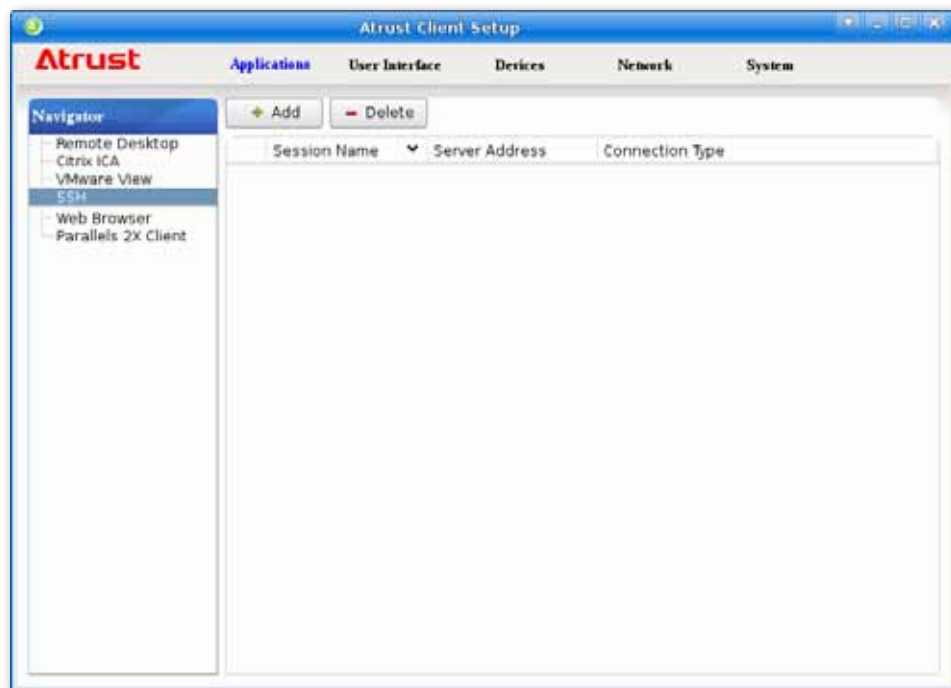 Atrust Client Setup
Atrust
Applications User Interface Devices Network System
Navigator
Remote Desktop
Citrix ICA
VMware View
SSH
Web Browser
Parallels 2X Client
+ Add
- Delete
Session Name Server Address Connection Type